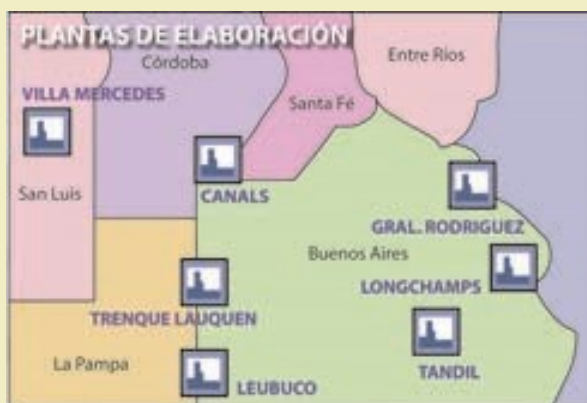 PLANTAS DE ELABORACIÓN
Córdoba
Entre Rios
VILLA MERCEDES
Santa Fé
San Luis
CANALS
GRAL. RODRIGUEZ
Buenos Aires
LONGCHAMPS
TRENQUE LAUQUEN
La Pampa
LEUBUCO
TANDIL